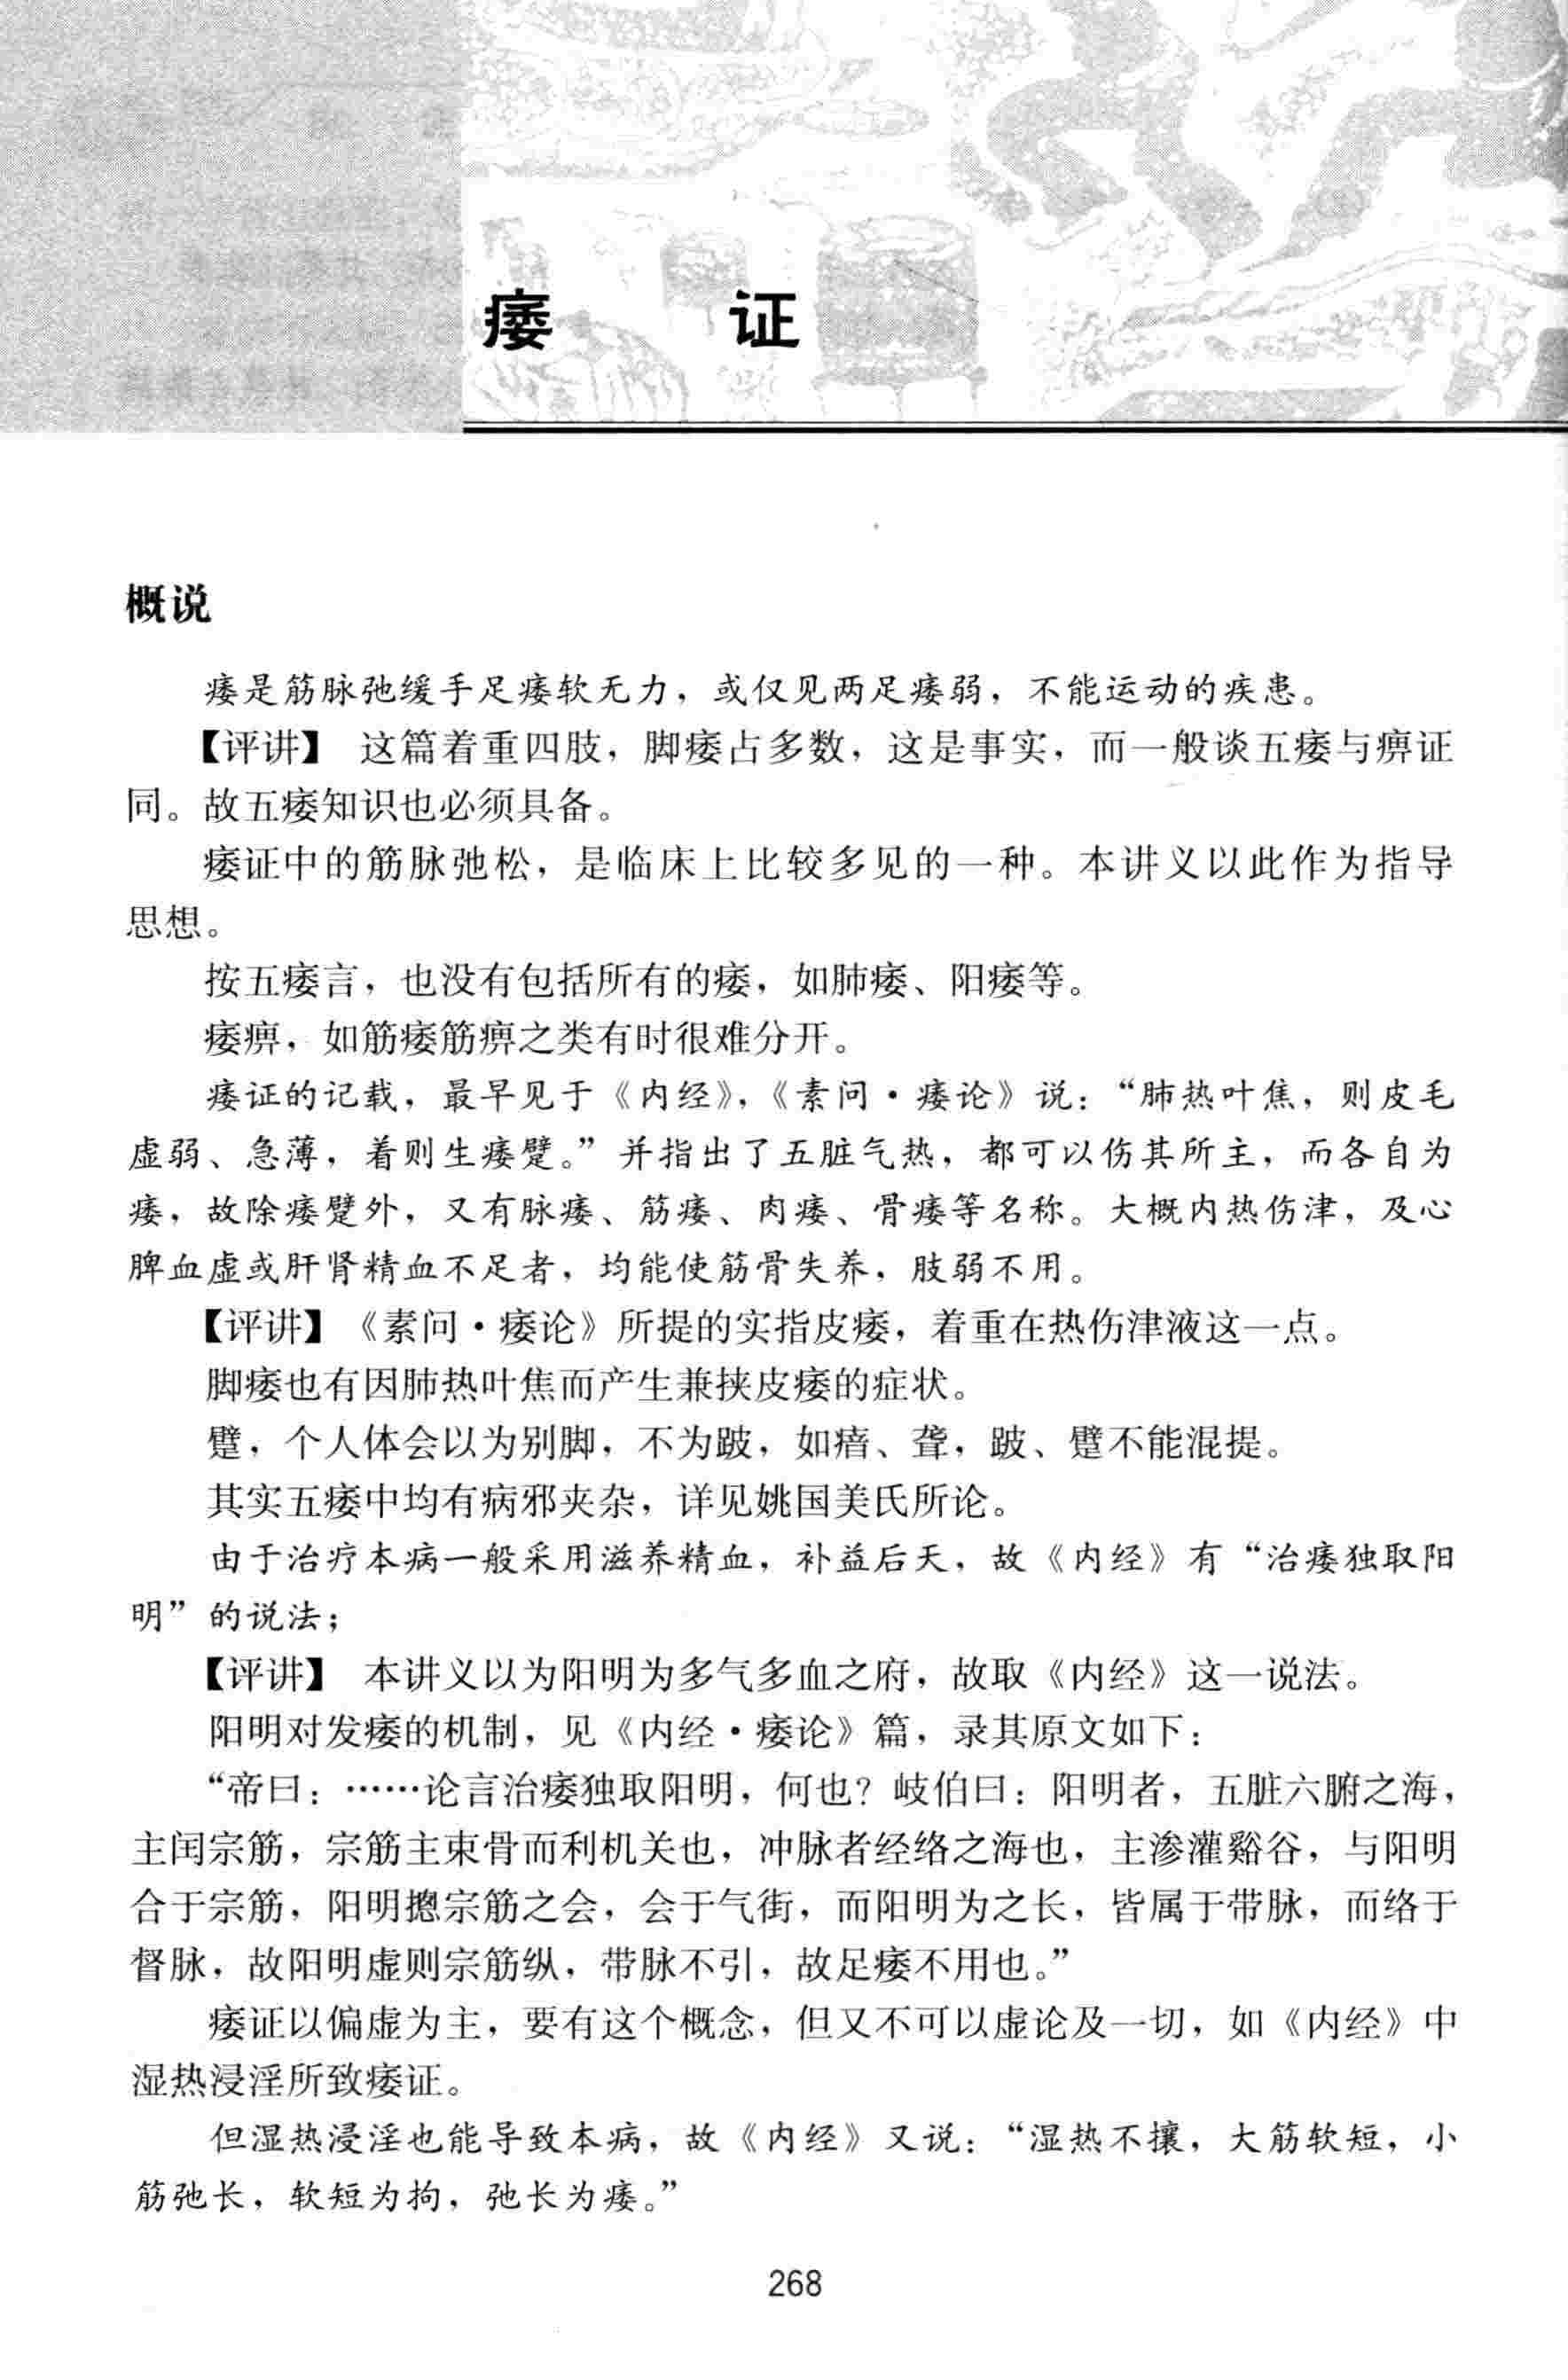 痿 证
概说
痿是筋脉弛缓手足痿软无力，或仅见两足痿弱，不能运动的疾患。
【评讲】 这篇着重四肢，脚痿占多数，这是事实，而一般谈五痿与痹证
同。故五痿知识也必须具备。
痿证中的筋脉弛松，是临床上比较多见的一种。本讲义以此作为指导
思想。
按五痿言，也没有包括所有的痿，如肺痿、阳痿等。
痿痹，如筋痿筋痹之类有时很难分开。
痿证的记载，最早见于《内经》，《素问·痿论》说：“肺热叶焦，则皮毛
虚弱、急薄，着则生痿躄。”并指出了五脏气热，都可以伤其所主，而各自为
痿，故除痿躄外，又有脉痿、筋痿、肉痿、骨痿等名称。大概内热伤津，及心
脾血虚或肝肾精血不足者，均能使筋骨失养，肢弱不用。
【评讲】《素问·痿论》所提的实指皮痿，着重在热伤津液这一点。
脚痿也有因肺热叶焦而产生兼挟皮痿的症状。
躄，个人体会以为别脚，不为跛，如瘖、聋，跛、躄不能混提。
其实五痿中均有病邪夹杂，详见姚国美氏所论。
由于治疗本病一般采用滋养精血，补益后天，故《内经》有“治痿独取阳
明”的说法；
【评讲】 本讲义以为阳明为多气多血之府，故取《内经》这一说法。
阳明对发痿的机制，见《内经·痿论》篇，录其原文如下：
“帝曰：……论言治痿独取阳明，何也？岐伯曰：阳明者，五脏六腑之海，
主闰宗筋，宗筋主束骨而利机关也，冲脉者经络之海也，主渗灌谿谷，与阳明
合于宗筋，阳明摠宗筋之会，会于气街，而阳明为之长，皆属于带脉，而络于
督脉，故阳明虚则宗筋纵，带脉不引，故足痿不用也。”
痿证以偏虚为主，要有这个概念，但又不可以虚论及一切，如《内经》中
湿热浸淫所致痿证。
但湿热浸淫也能导致本病，故《内经》又说：“湿热不攘，大筋软短，小
筋弛长，软短为拘，弛长为痿。”
268